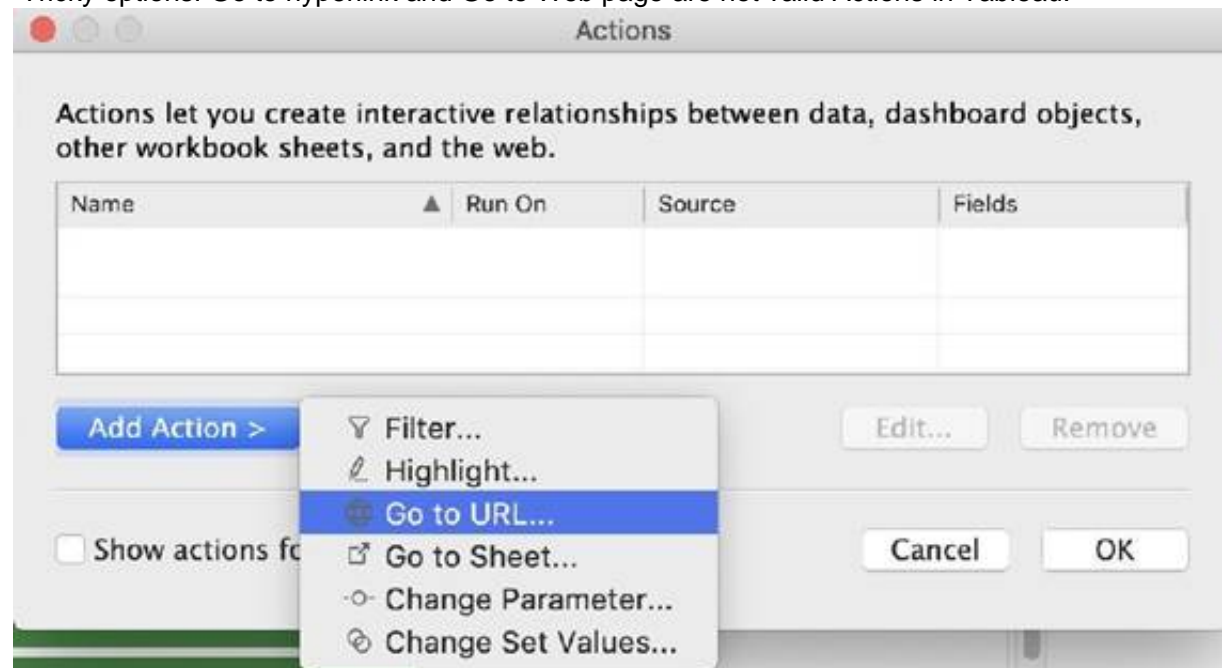 Tricky options: Go to hyperlink and Go to Web page are not valid Actions in Tableau.
Actions
Actions let you create interactive relationships between data, dashboard objects,
other workbook sheets, and the web.
Name Run On Source Fields
Add Action > Filter... Edit... Remove
Highlight...
Go to URL...
Show actions fo Go to Sheet... Cancel OK
Change Parameter...
Change Set Values...